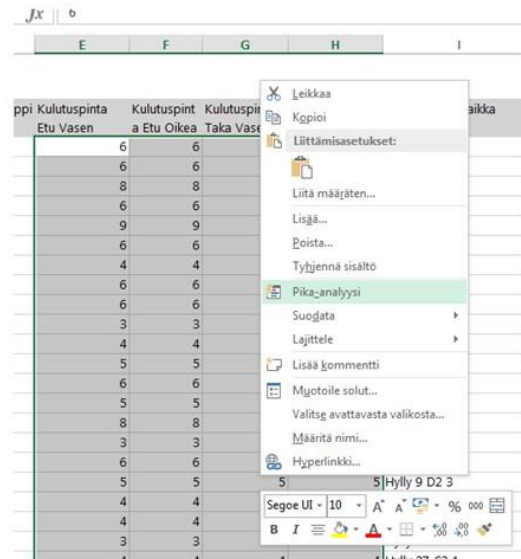 fx 6
E F G H I
ppi Kulutuspinta Kulutuspint Kulutuspin aikka
Etu Vasen a Etu Oikea Taka Vase
6 6
6 6
8 8
6 6
9 9
6 6
4 4
6 6
6 6
3 3
4 4
5 5
6 6
5 5
8 8
3 3
6 6
5 5 5 5 Hylly 9 D2 3
4 4
4 4
3 3
Leikkaa
Kopioi
Liittämisasetukset:
Liitä määräten...
Lisää...
Poista...
Tyhjennä sisältö
Pika-analyysi
Suodata
Lajittele
Lisää kommentti
Muotoile solut...
Valitse avattavasta valikosta...
Määritä nimi...
Hyperlinkki...
Segoe UI 10 A A % 000
B I A